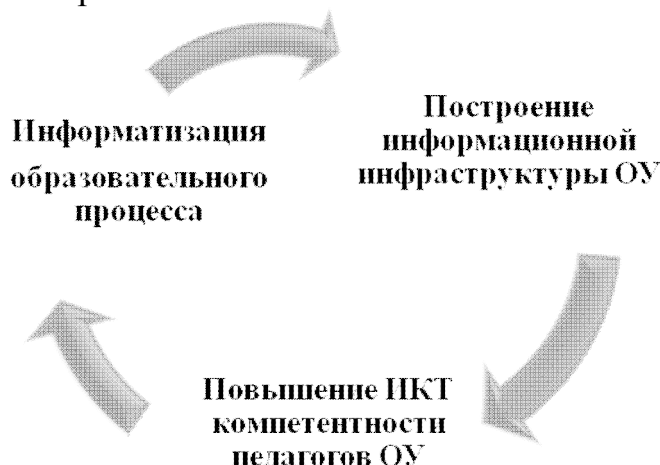 Информатизация
образовательного
процесса
Построение
информационной
инфраструктуры ОУ
Повышение ИКТ
компетентности
педагогов ОУ